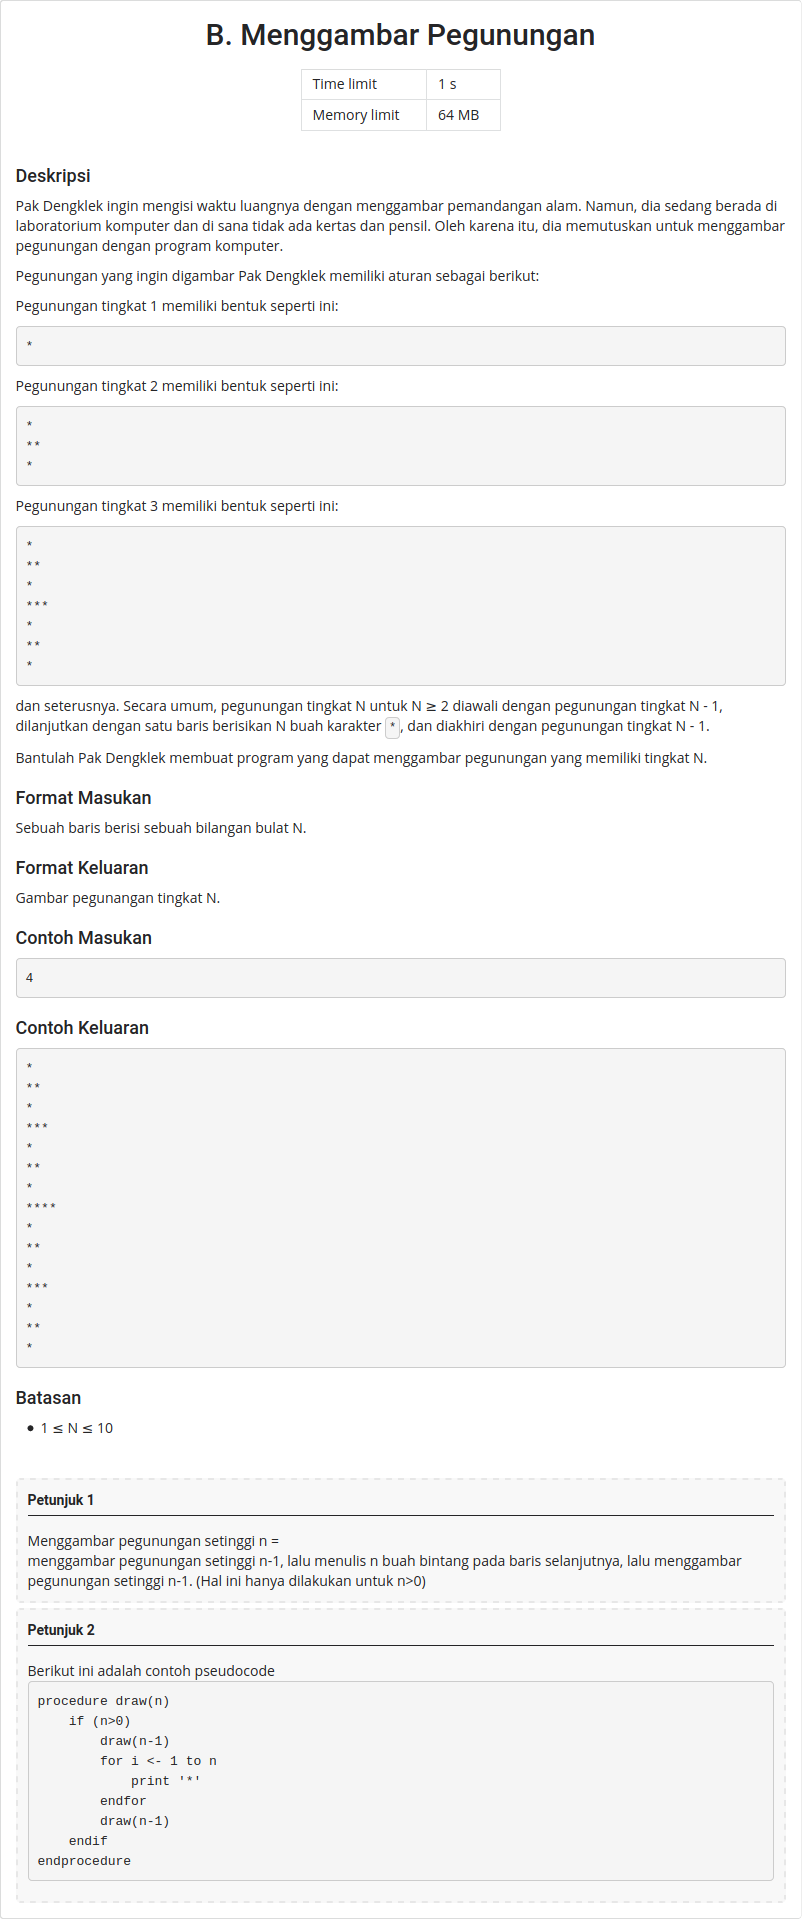 B. Menggambar Pegunungan
Time limit 1 s
Memory limit 64 MB
Deskripsi
Pak Dengklek ingin mengisi waktu luangnya dengan menggambar pemandangan alam. Namun, dia sedang berada di
laboratorium komputer dan di sana tidak ada kertas dan pensil. Oleh karena itu, dia memutuskan untuk menggambar
pegunungan dengan program komputer.
Pegunungan yang ingin digambar Pak Dengklek memiliki aturan sebagai berikut:
Pegunungan tingkat 1 memiliki bentuk seperti ini:
*
Pegunungan tingkat 2 memiliki bentuk seperti ini:
*
**
*
Pegunungan tingkat 3 memiliki bentuk seperti ini:
*
**
*
***
*
**
*
dan seterusnya. Secara umum, pegunungan tingkat N untuk N ≥ 2 diawali dengan pegunungan tingkat N - 1,
dilanjutkan dengan satu baris berisikan N buah karakter *, dan diakhiri dengan pegunungan tingkat N - 1.
Bantulah Pak Dengklek membuat program yang dapat menggambar pegunungan yang memiliki tingkat N.
Format Masukan
Sebuah baris berisi sebuah bilangan bulat N.
Format Keluaran
Gambar pegunangan tingkat N.
Contoh Masukan
4
Contoh Keluaran
*
**
*
***
*
**
*
****
*
**
*
***
*
**
*
Batasan
• 1 ≤ N ≤ 10
Petunjuk 1
Menggambar pegunungan setinggi n =
menggambar pegunungan setinggi n-1, lalu menulis n buah bintang pada baris selanjutnya, lalu menggambar
pegunungan setinggi n-1. (Hal ini hanya dilakukan untuk n>0)
Petunjuk 2
Berikut ini adalah contoh pseudocode
procedure draw(n)
    if (n>0)
        draw(n-1)
        for i <- 1 to n
            print '*'
        endfor
        draw(n-1)
    endif
endprocedure